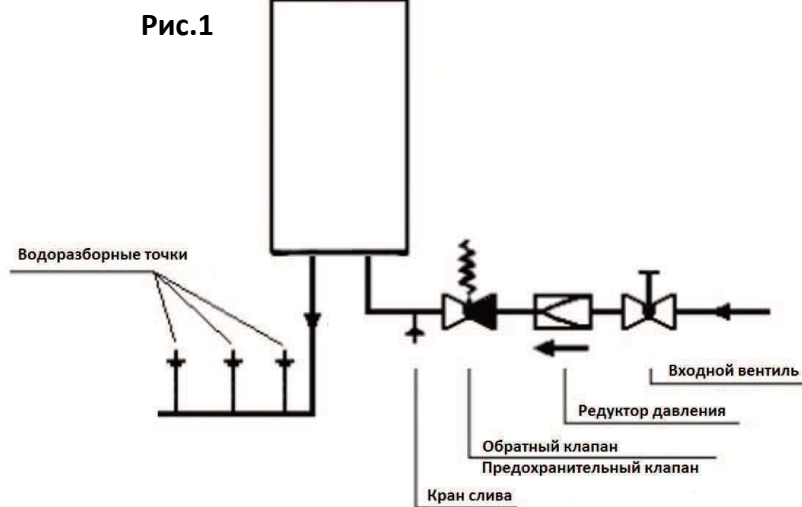 Рис.1
Водоразборные точки
Входной вентиль
Редуктор давления
Обратный клапан
Предохранительный клапан
Кран слива